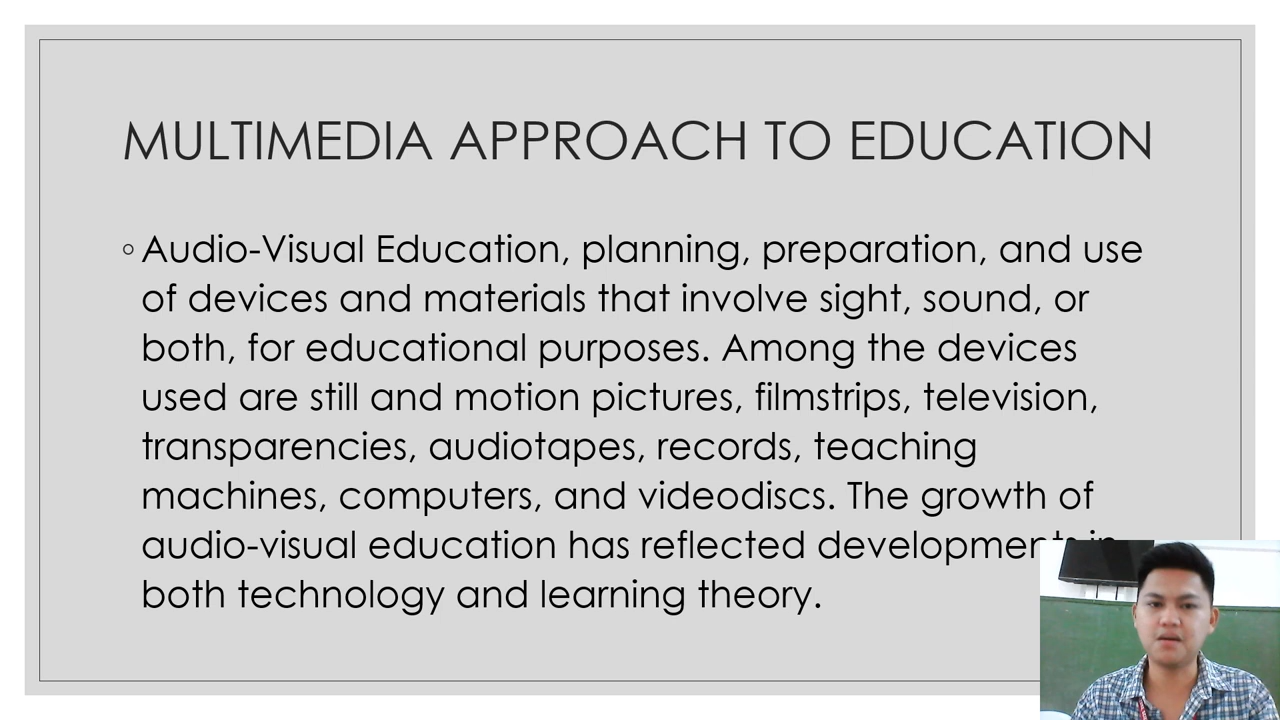 MULTIMEDIA APPROACH TO EDUCATION
◦ Audio-Visual Education, planning, preparation, and use
of devices and materials that involve sight, sound, or
both, for educational purposes. Among the devices
used are still and motion pictures, filmstrips, television,
transparencies, audiotapes, records, teaching
machines, computers, and videodiscs. The growth of
audio-visual education has reflected developments in
both technology and learning theory.